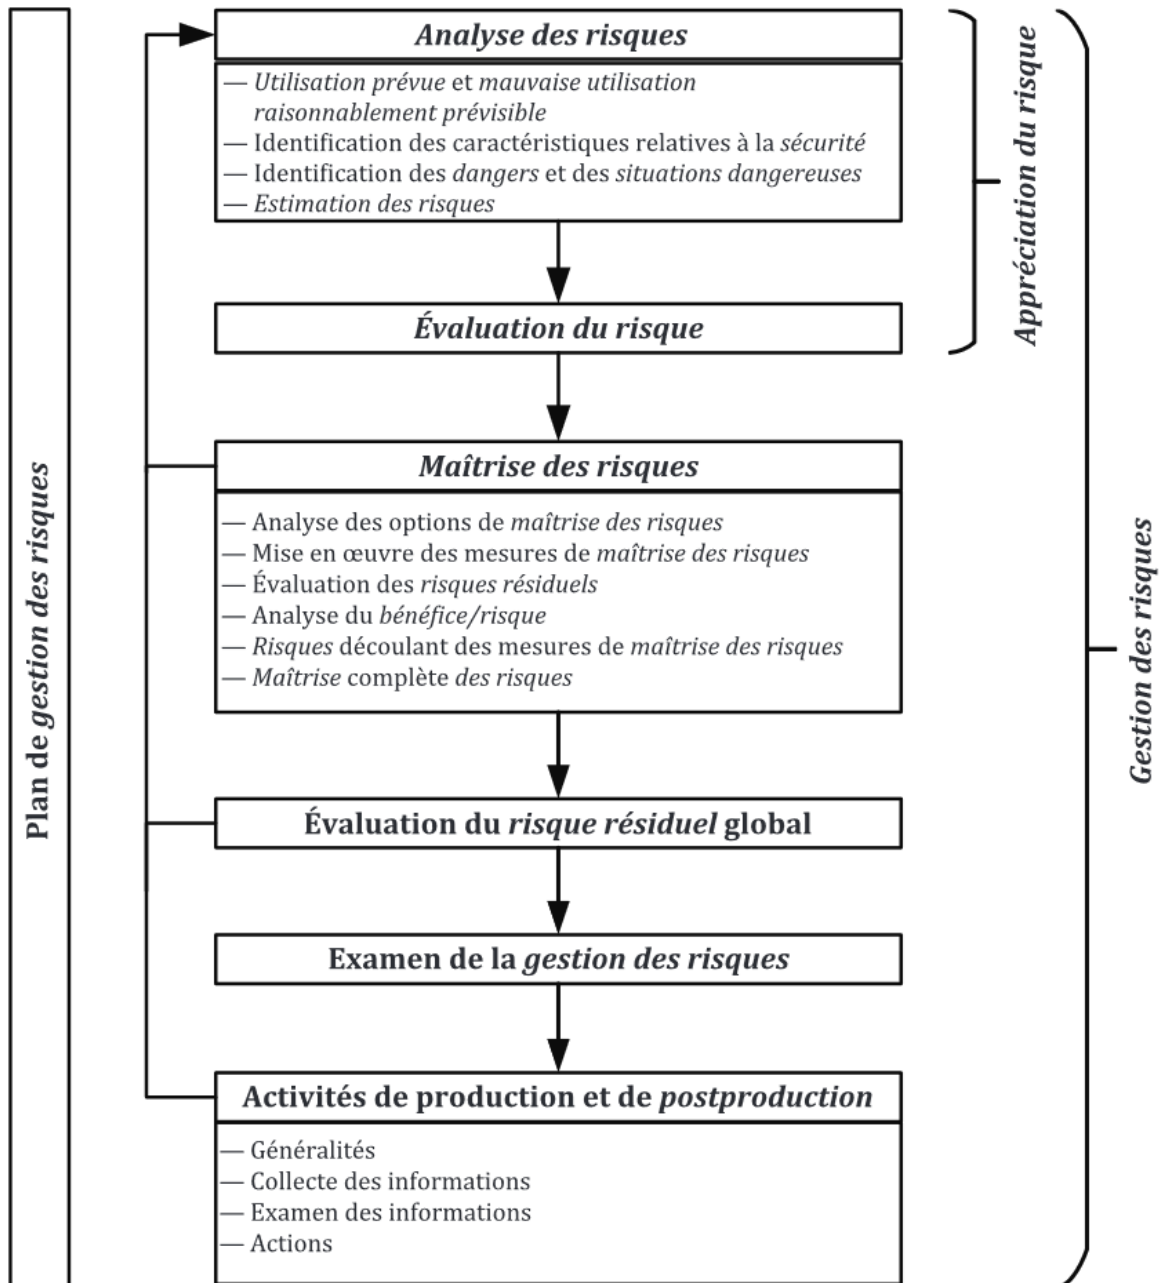 Plan de gestion des risques
Analyse des risques
— Utilisation prévue et mauvaise utilisation
raisonnablement prévisible
— Identification des caractéristiques relatives à la sécurité
— Identification des dangers et des situations dangereuses
— Estimation des risques
Évaluation du risque
Appréciation du risque
Maîtrise des risques
— Analyse des options de maîtrise des risques
— Mise en œuvre des mesures de maîtrise des risques
— Évaluation des risques résiduels
— Analyse du bénéfice/risque
— Risques découlant des mesures de maîtrise des risques
— Maîtrise complète des risques
Évaluation du risque résiduel global
Examen de la gestion des risques
Activités de production et de postproduction
— Généralités
— Collecte des informations
— Examen des informations
— Actions
Gestion des risques